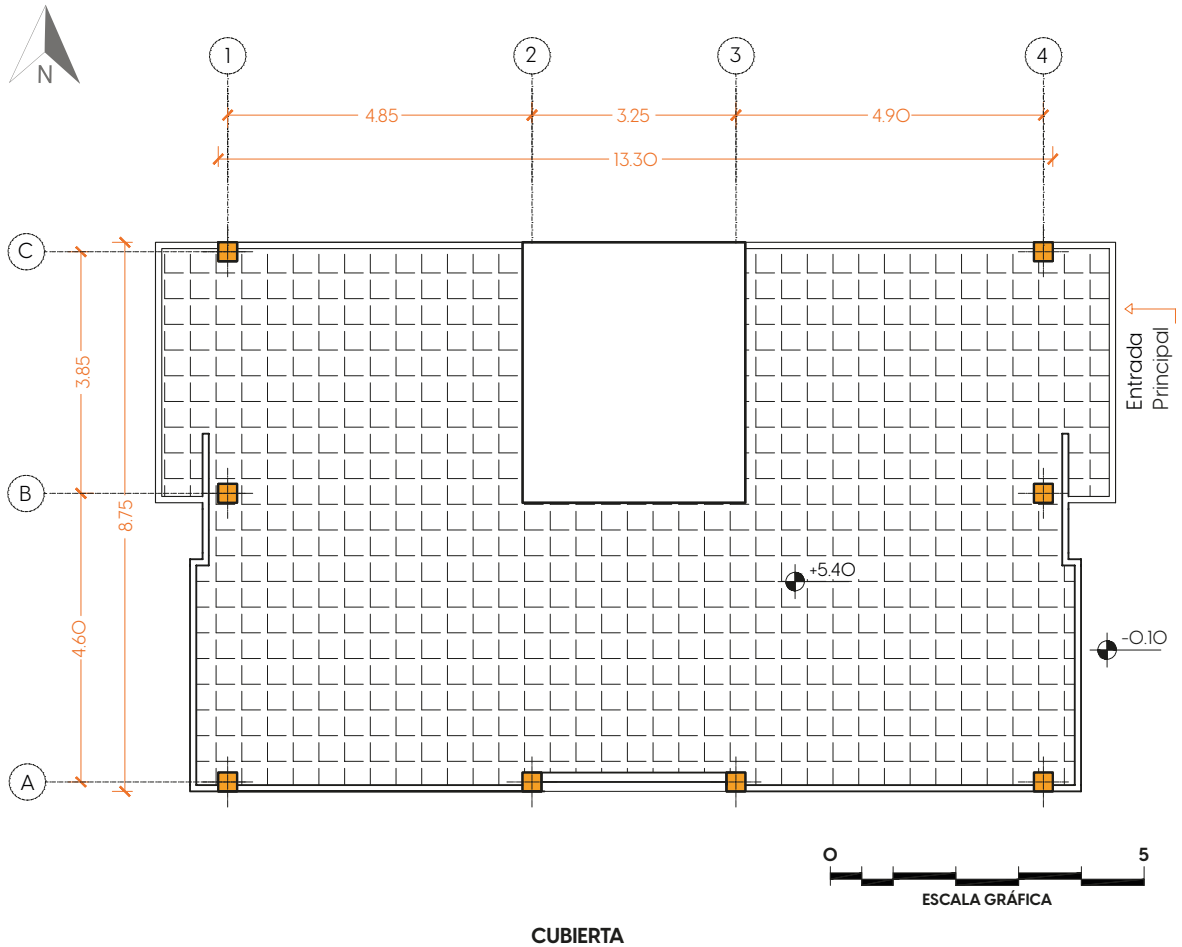 N
1
2
3
4
4.85
3.25
4.90
13.30
C
3.85
8.75
Entrada
Principal
B
+5.40
4.60
-0.10
A
0
5
ESCALA GRÁFICA
CUBIERTA